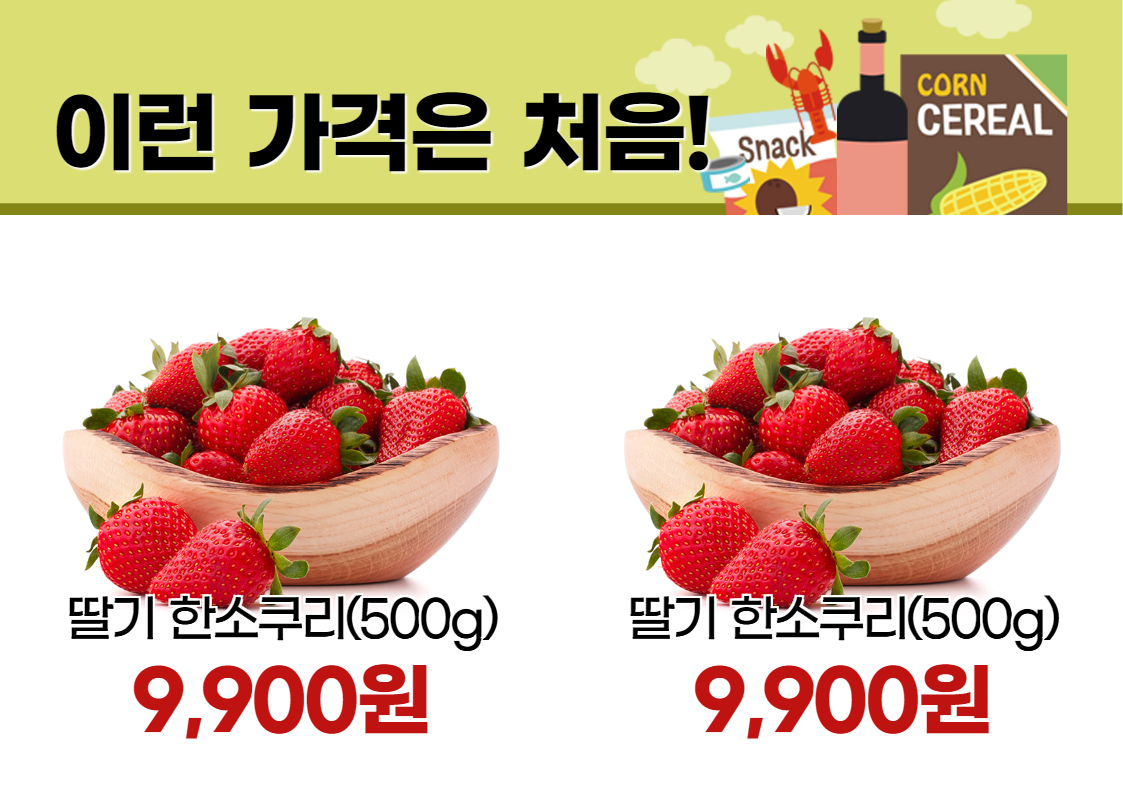 이런 가격은 처음!
Snack
CORN
CEREAL
딸기 한소쿠리(500g)
9,900원
딸기 한소쿠리(500g)
9,900원